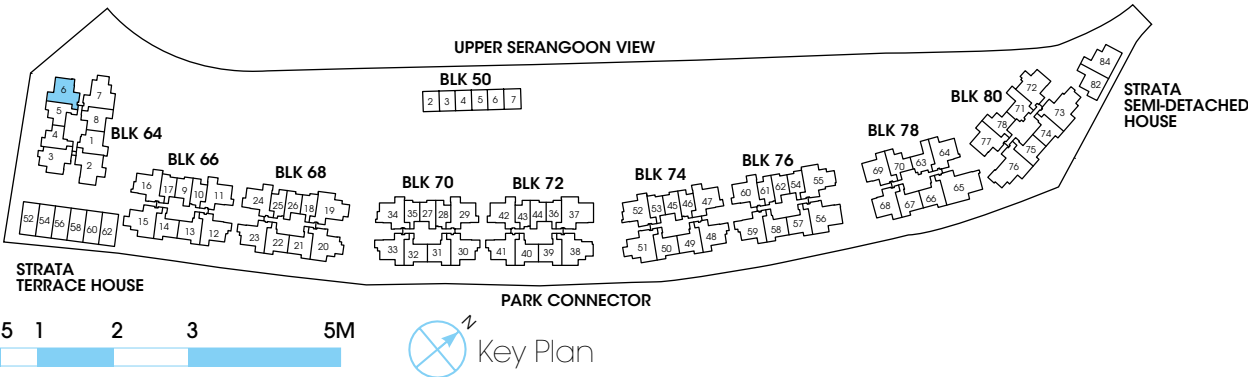 UPPER SERANGOON VIEW
BLK 50
2 3 4 5 6 7
84
82
STRATA
SEMI-DETACHED
HOUSE
BLK 80
72
71
73
78
74
77
75
76
6
7
5
8
4
1
3
2
BLK 64
BLK 66
16 17 9 10 11
15 14 13 12
BLK 68
24 25 26 18 19
23 22 21 20
BLK 70
34 35 27 28 29
33 32 31 30
BLK 72
42 43 44 36 37
41 40 39 38
BLK 74
52 53 45 46 47
51 50 49 48
BLK 76
60 61 62 54 55
59 58 57 56
BLK 78
69 70 63 64
68 67 66 65
52 54 56 58 60 62
STRATA
TERRACE HOUSE
PARK CONNECTOR
5 1 2 3 5M
N
Key Plan